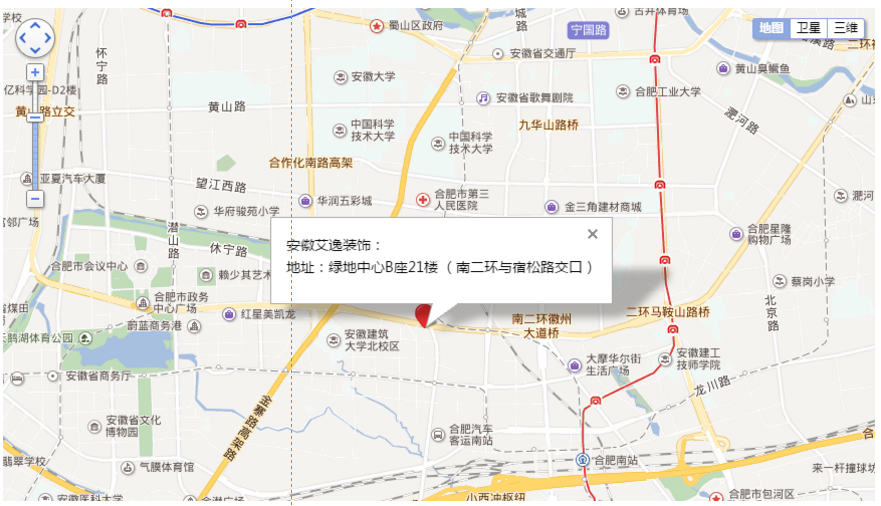 学校
蜀山区政府
城
路
古井体育场
宁国路
地图
卫星
三维
怀
宁
路
安徽省交通厅
二环
黄山臭鳜鱼
安徽大学
亿科学园-D2楼
安徽省歌舞剧院
合肥工业大学
黄山路立交
黄山路
中国科学
技术大学
中国科学
技术大学
九华山路桥
淝河路
合作化南路高架
亚夏汽车大厦
望江西路
华润五彩城
合肥市第三
人民医院
金三角建材商城
淝河
华府骏苑小学
富邻广场
潜
山
路
休宁路
合肥星隆
购物广场
安徽艾逸装饰：
地址：绿地中心B座21楼 （南二环与宿松路交口）
合肥市会议中心
赖少其艺术
蔡岗小学
合肥市政务
中心广场
北
京
路
红星美凯龙
南二环徽州
大道桥
二环马鞍山路桥
蔚蓝商务港
天鹅湖体育公园
安徽建筑
大学北校区
大摩华尔街
生活广场
安徽建工
技师学院
安徽省商务厅
龙川路
金
寨
路
高
架
路
安徽省文化
博物园
合肥汽车
客运南站
翡翠学校
气膜体育馆
合肥南站
来一杆撞球
安徽医科大学
小西冲枢纽
合肥市包河区